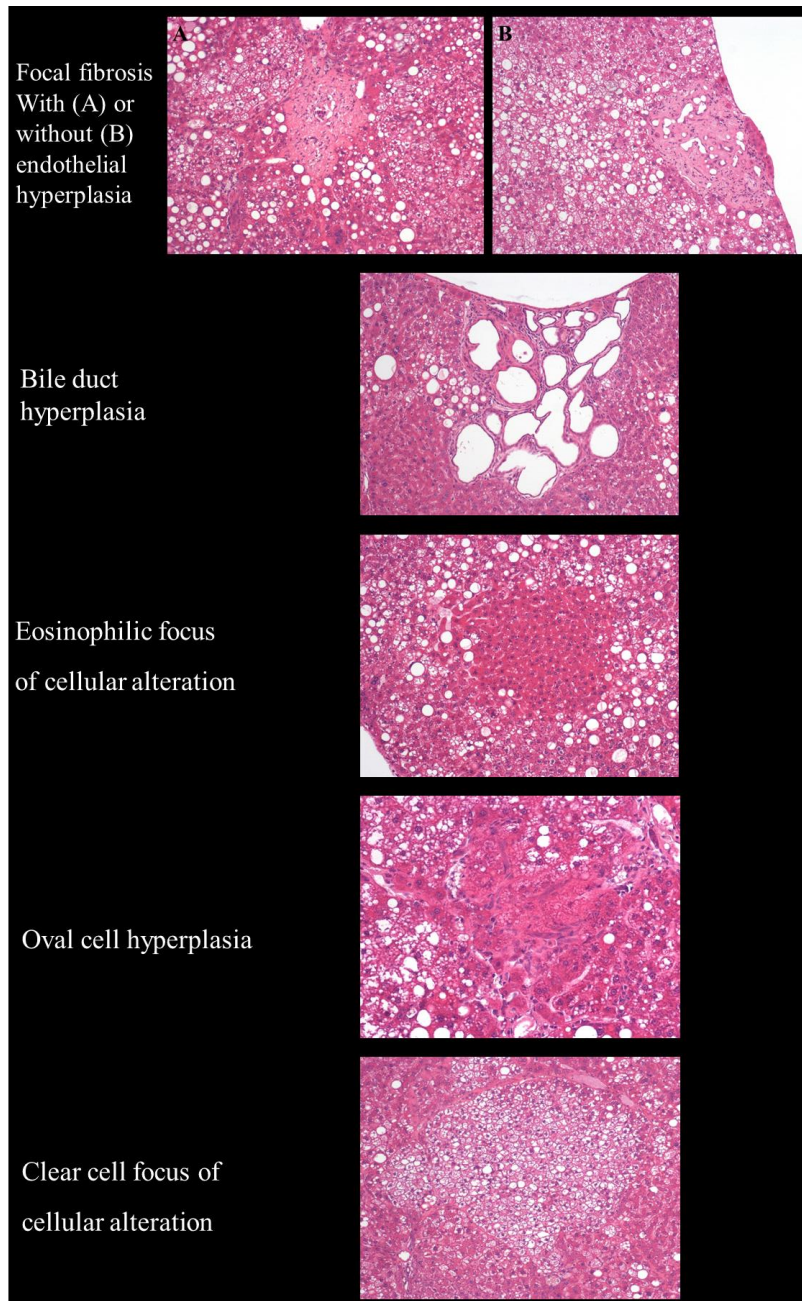 Focal fibrosis
With (A) or
without (B)
endothelial
hyperplasia
A
B
Bile duct
hyperplasia
Eosinophilic focus
of cellular alteration
Oval cell hyperplasia
Clear cell focus of
cellular alteration